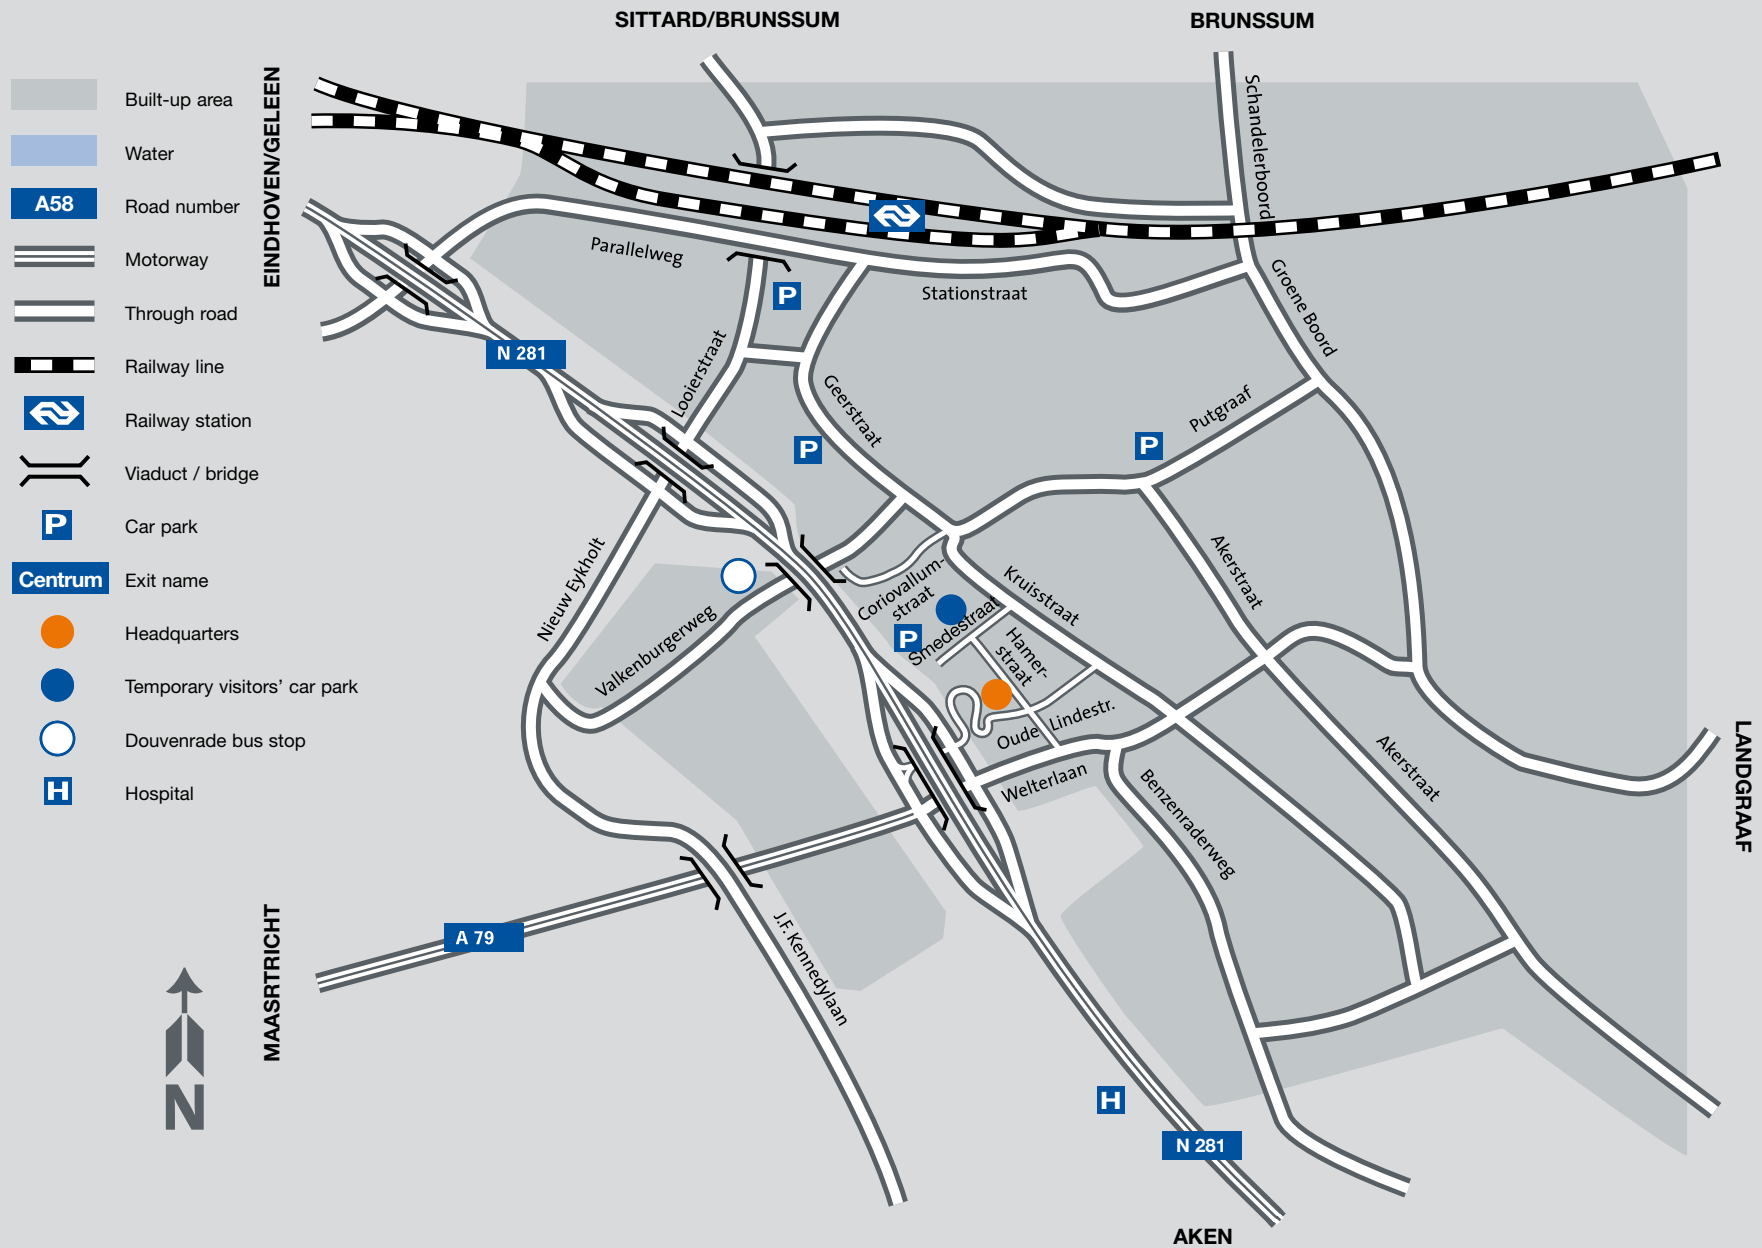 SITTARD/BRUNSSUM
BRUNSSUM
EINDHOVEN/GELEEN
Built-up area
Water
A58
Road number
Motorway
Through road
Railway line
Railway station
Viaduct / bridge
P
Car park
Centrum
Exit name
Headquarters
Temporary visitors' car park
Douvenrade bus stop
H
Hospital
MAASRTRICHT
N
Schandelerboord
Parallelweg
Stationstraat
Groene Boord
P
N 281
Looierstraat
Geerstraat
Putgraaf
P
P
Akerstraat
Nieuw Eykholt
Valkenburgerweg
Coriovallum-
straat
Kruisstraat
P
Smedestraat
Hamer-
straat
Oude Lindestr.
Welterlaan
Benzenraderweg
Akerstraat
LANDGRAAF
A 79
J.F. Kennedylaan
H
N 281
AKEN